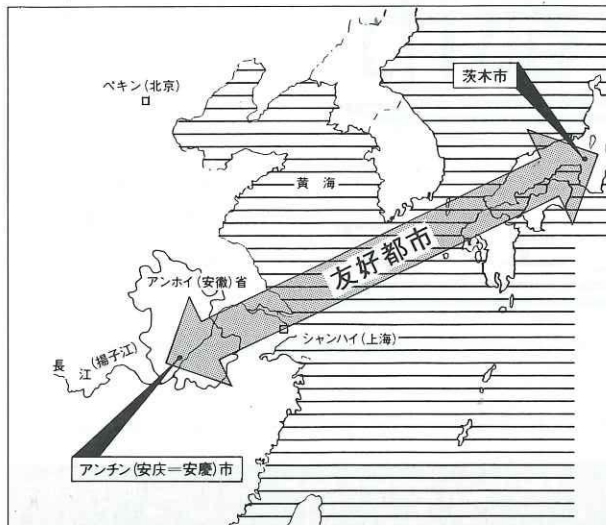 ペキン(北京)
茨木市
黄海
友好都市
アンホイ(安徽)省
シャンハイ(上海)
長江(揚子江)
アンチン(安庆=安慶)市